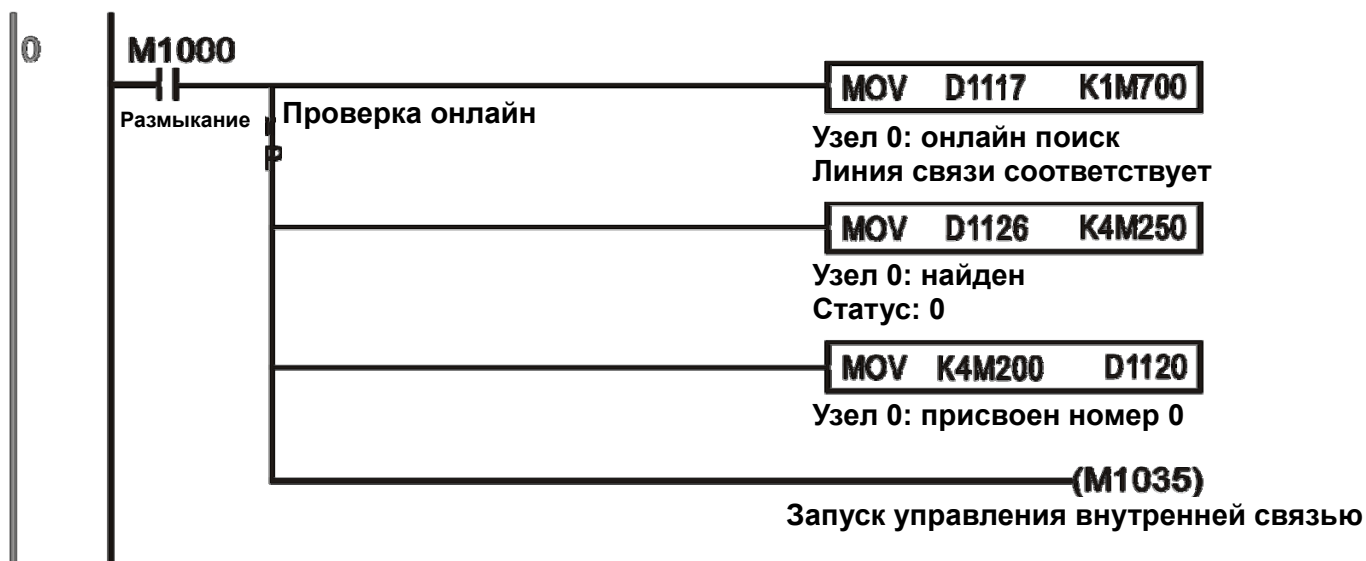 0
M1000
Размыкание
Проверка онлайн
MOV D1117 K1M700
Узел 0: онлайн поиск
Линия связи соответствует
MOV D1126 K4M250
Узел 0: найден
Статус: 0
MOV K4M200 D1120
Узел 0: присвоен номер 0
(M1035)
Запуск управления внутренней связью